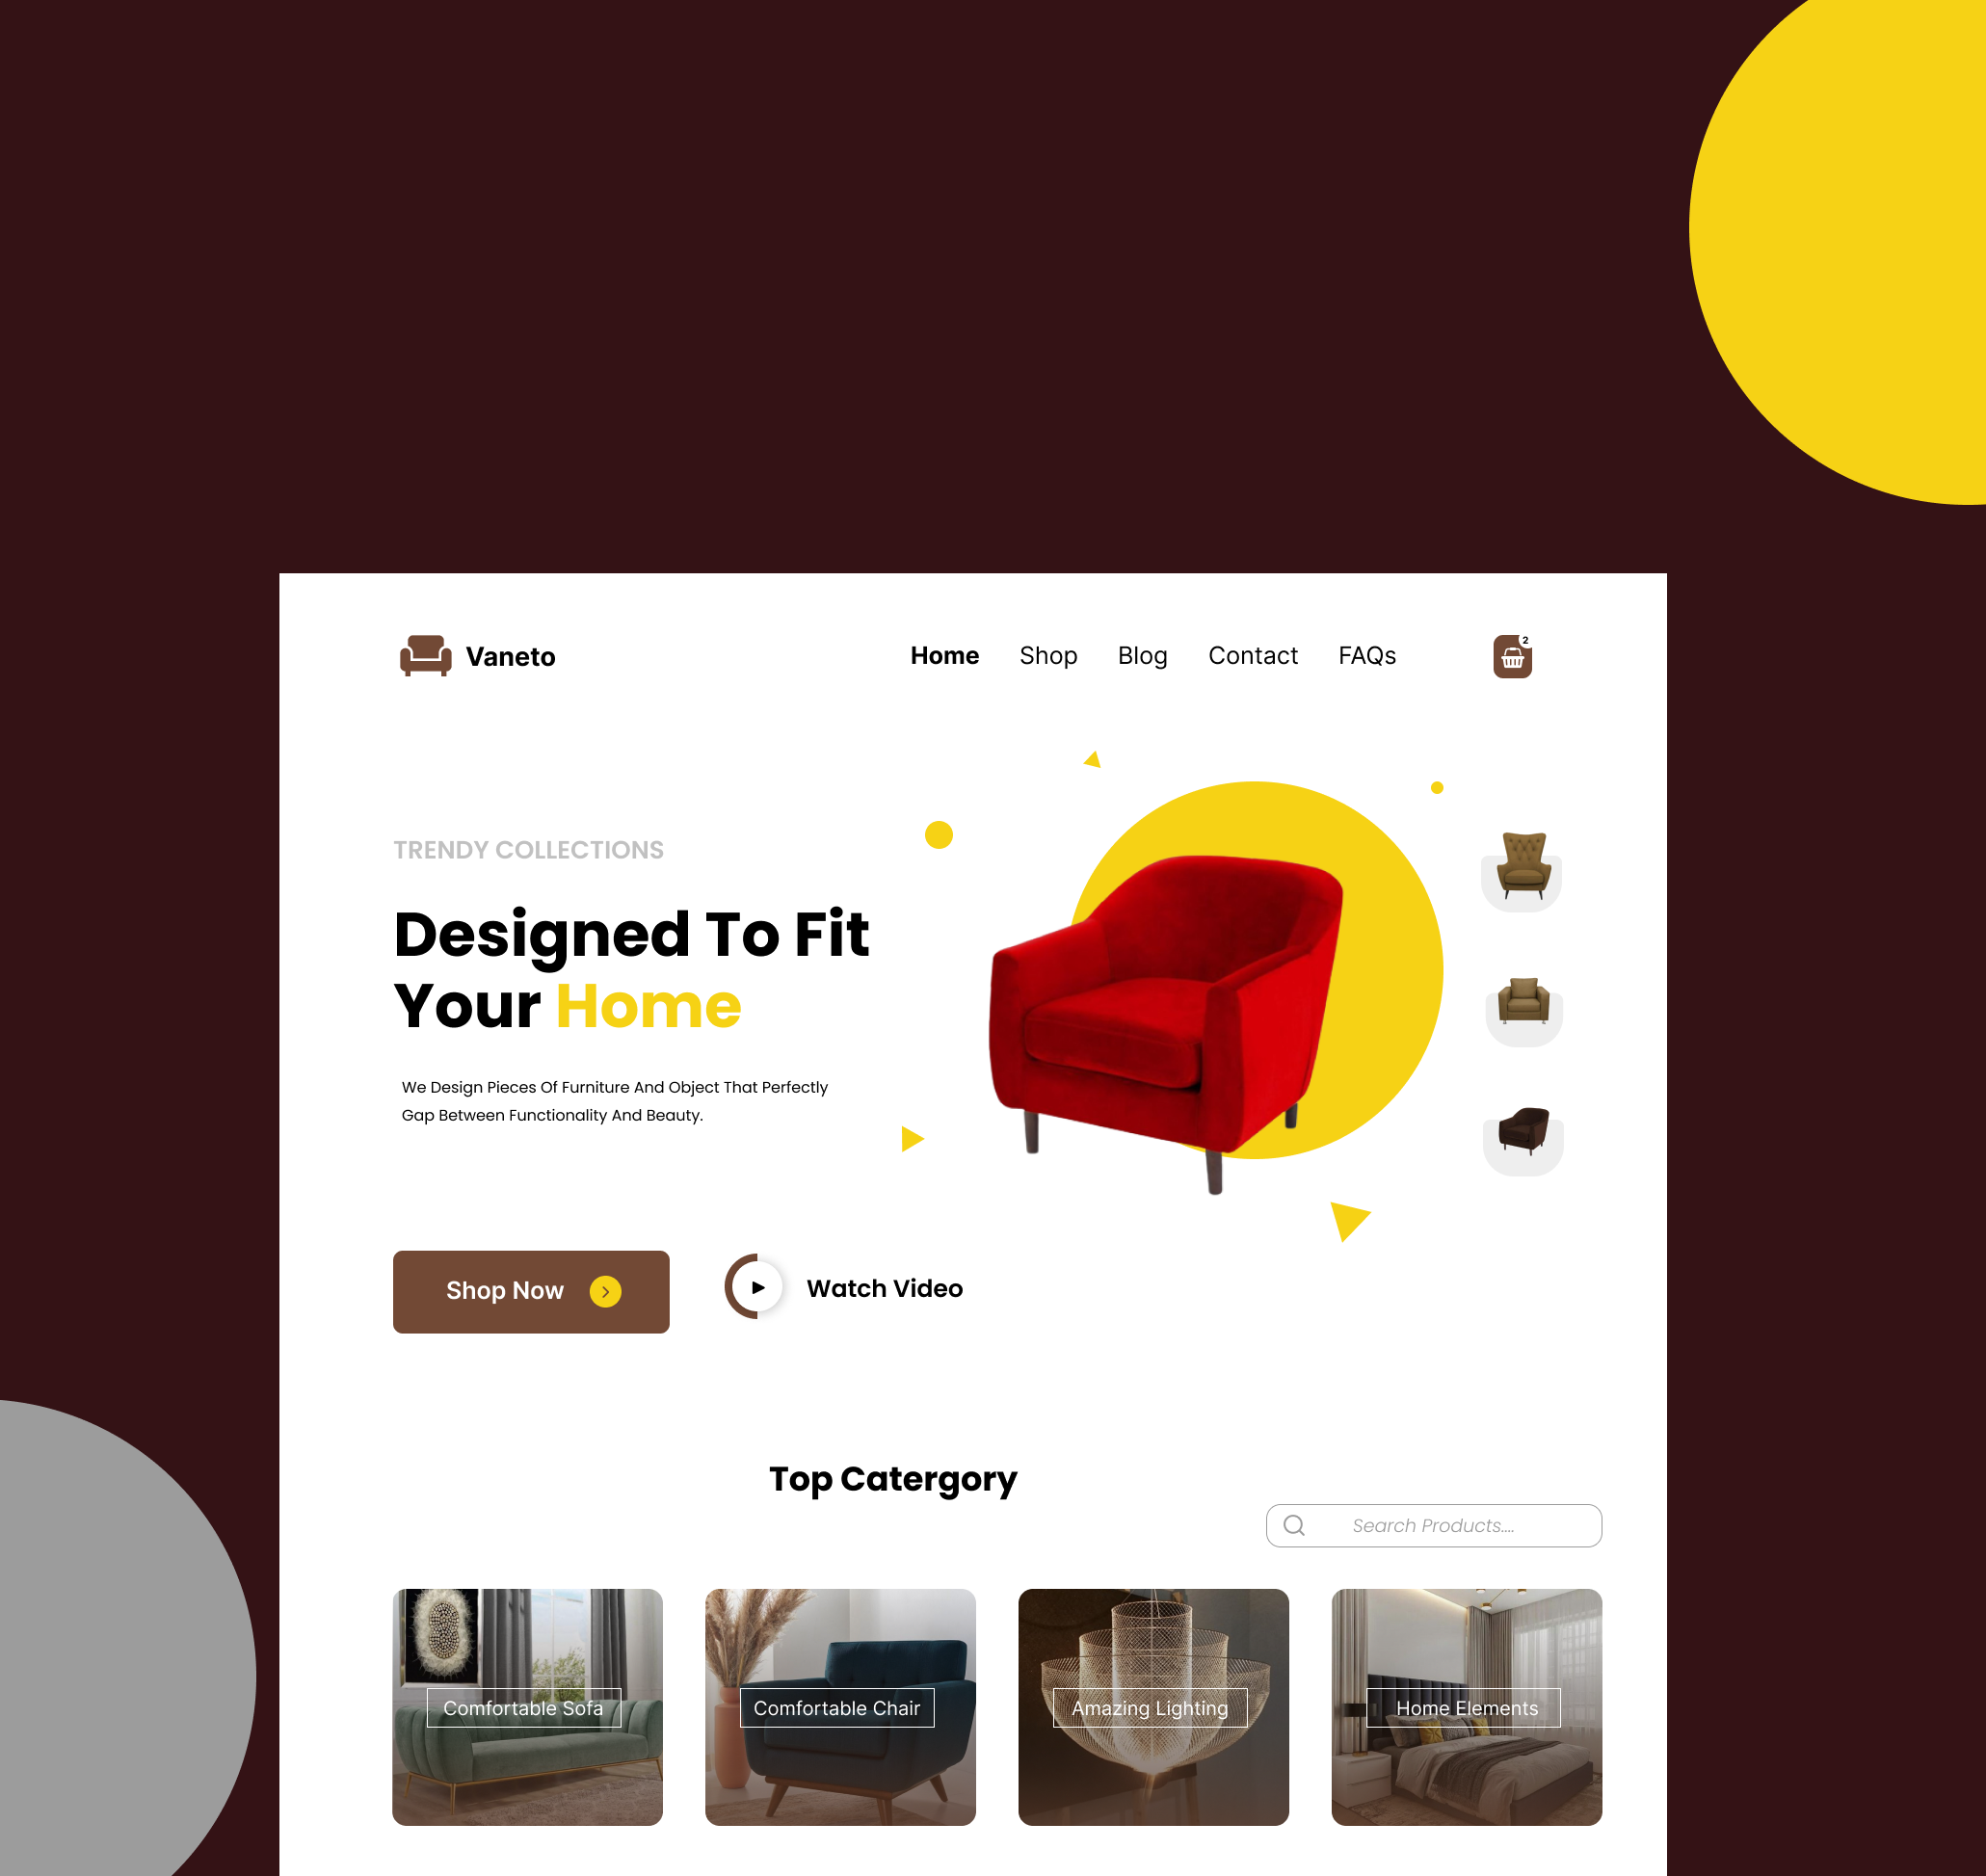 Vaneto
Home Shop Blog Contact FAQs
2
TRENDY COLLECTIONS
Designed To Fit
Your Home
We Design Pieces Of Furniture And Object That Perfectly
Gap Between Functionality And Beauty.
Shop Now
Watch Video
Top Catergory
Search Products....
Comfortable Sofa
Comfortable Chair
Amazing Lighting
Home Elements